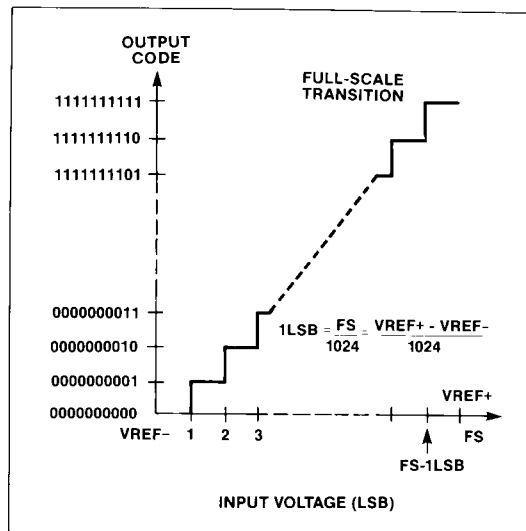 OUTPUT
CODE
FULL-SCALE
TRANSITION
1111111111
1111111110
1111111101
0000000011
1LSB = FS/1024 = VREF+ - VREF-/1024
0000000010
0000000001
VREF+
0000000000
VREF- 1 2 3 FS
FS-1LSB
INPUT VOLTAGE (LSB)